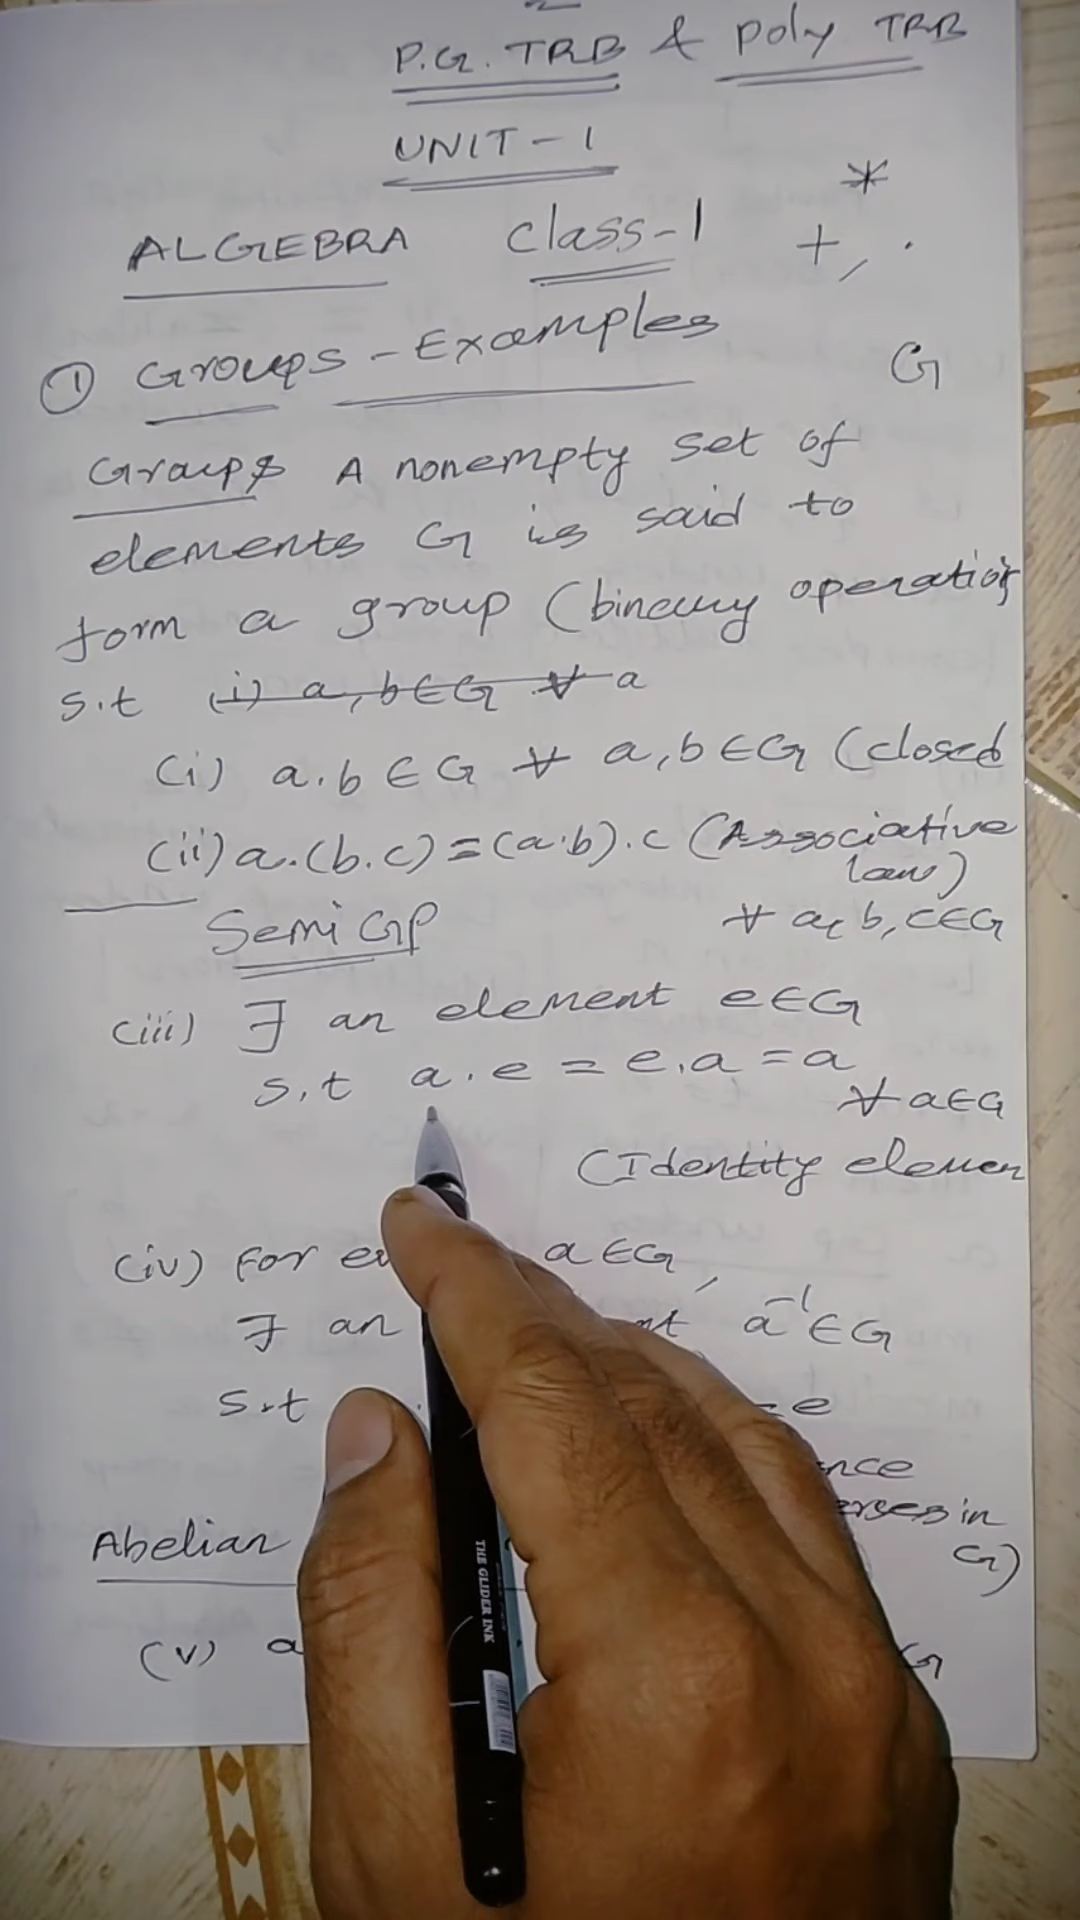 P.G. TRB & Poly TRB
UNIT - 1
*
ALGEBRA Class-1 +, .
① Groups - Examples
G
Groups A nonempty set of
elements G is said to
form a group (binary operation
s.t (i) a, b∈G ∀ a
(i) a.b ∈ G ∀ a, b ∈ G (closed
(ii) a.(b.c) = (a.b).c (Associative
law)
Semi GP ∀ a, b, c∈G
(iii) ∃ an element e∈G
s.t a.e = e.a = a
∀ a∈G
(Identity elemen
(iv) For a∈G,
∃ an a⁻¹∈G
s.t = e
in
Abelian G)
(v) a G
THE GLIDER INK